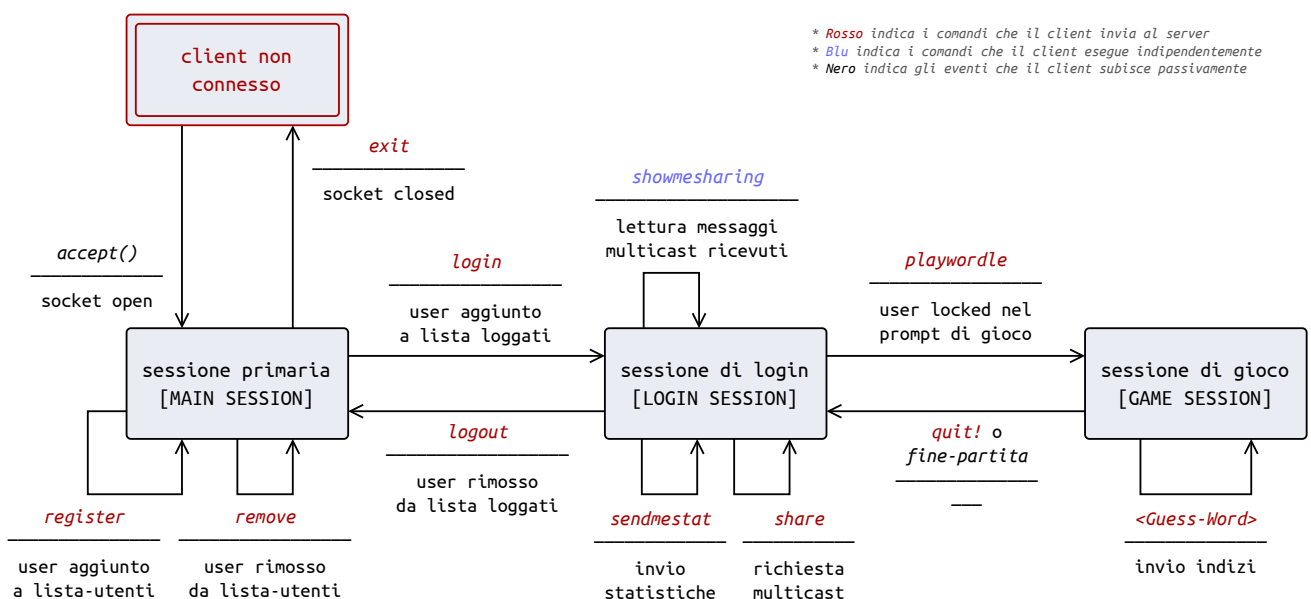 client non
connesso
* Rosso indica i comandi che il client invia al server
* Blu indica i comandi che il client esegue indipendentemente
* Nero indica gli eventi che il client subisce passivamente
exit
socket closed
showmesharing
lettura messaggi
multicast ricevuti
accept()
socket open
login
user aggiunto
a lista loggati
playwordle
user locked nel
prompt di gioco
sessione primaria
[MAIN SESSION]
sessione di login
[LOGIN SESSION]
sessione di gioco
[GAME SESSION]
logout
user rimosso
da lista loggati
quit! o
fine-partita
register
user aggiunto
a lista-utenti
remove
user rimosso
da lista-utenti
sendmestat
invio
statistiche
share
richiesta
multicast
<Guess-Word>
invio indizi